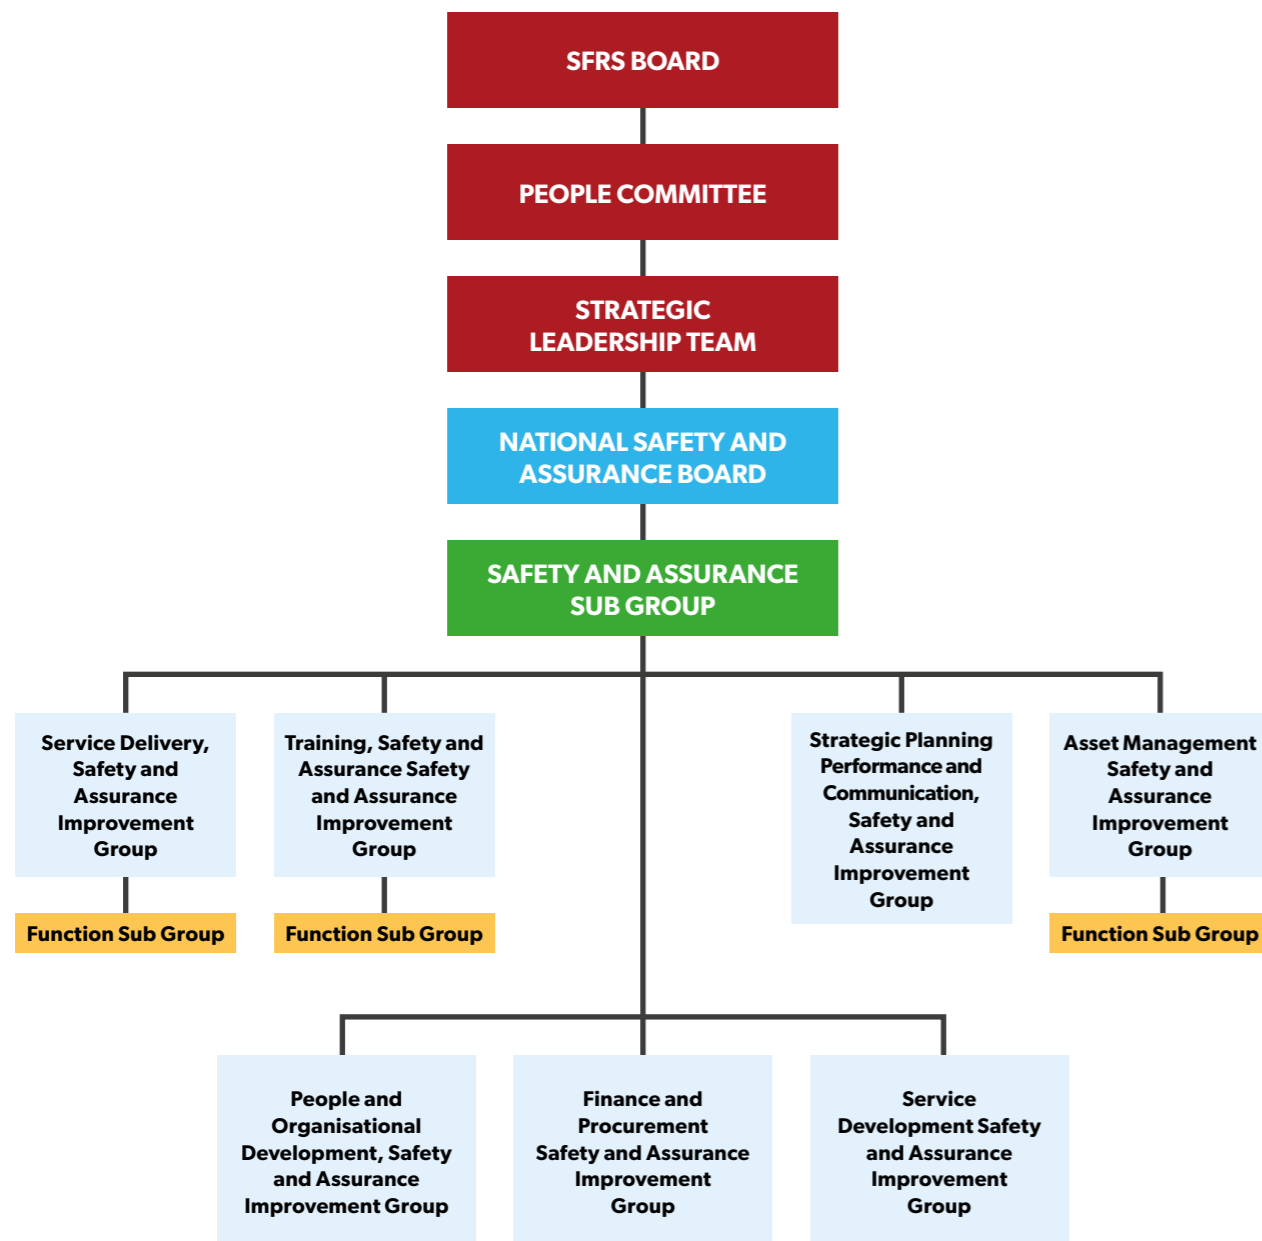 SFRS BOARD
PEOPLE COMMITTEE
STRATEGIC
LEADERSHIP TEAM
NATIONAL SAFETY AND
ASSURANCE BOARD
SAFETY AND ASSURANCE
SUB GROUP
Service Delivery,
Safety and
Assurance
Improvement
Group
Function Sub Group
Training, Safety and
Assurance Safety
and Assurance
Improvement
Group
Function Sub Group
Strategic Planning
Performance and
Communication,
Safety and
Assurance
Improvement
Group
Asset Management
Safety and
Assurance
Improvement
Group
Function Sub Group
People and
Organisational
Development, Safety
and Assurance
Improvement Group
Finance and
Procurement
Safety and Assurance
Improvement
Group
Service
Development Safety
and Assurance
Improvement
Group